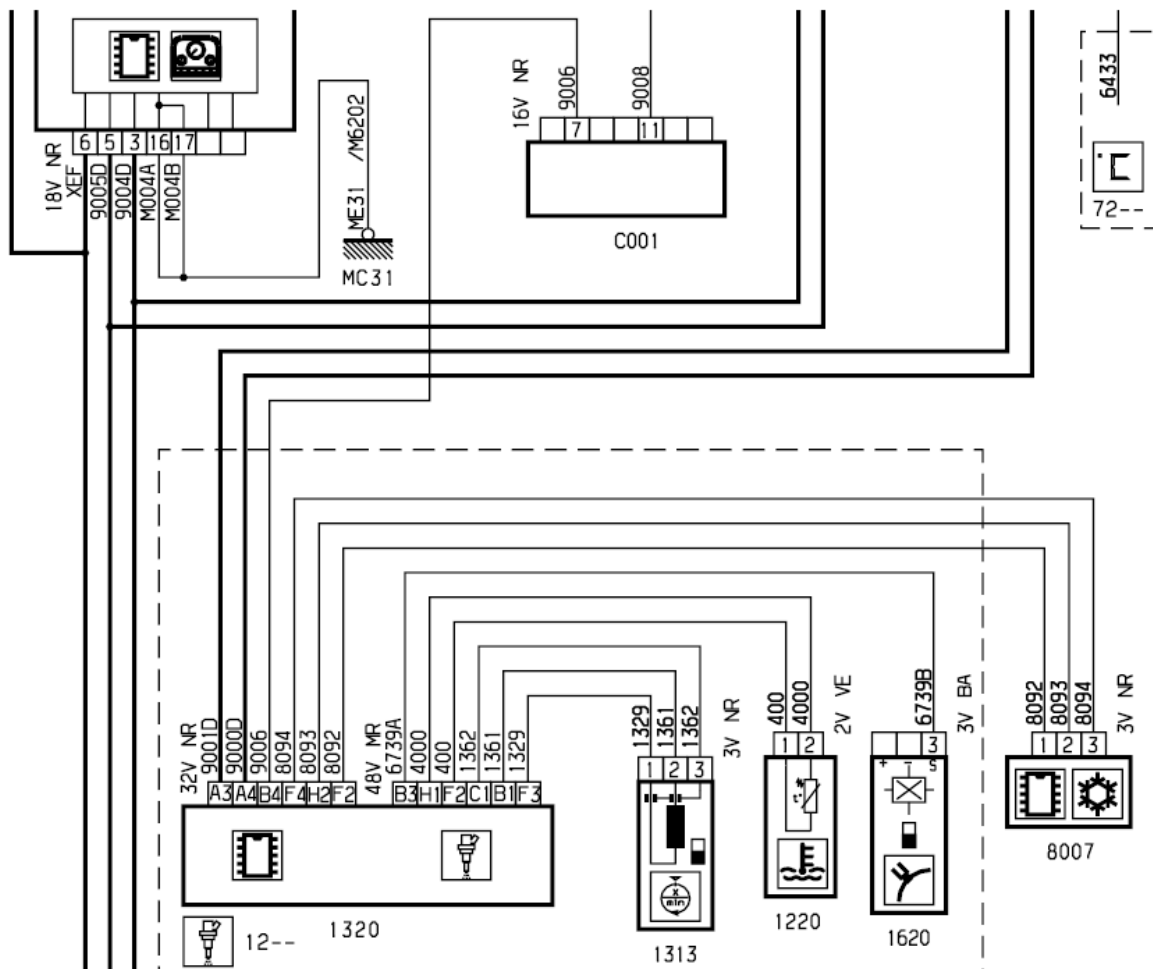 6 5 3 16 17
18V NR
XEF
9005D
9004D
M004A
M004B
ME31 /M6202
MC31
16V NR
9006
9008
7 11
C001
6433
72--
32V NR
9001D
9000D
9006
8094
8093
8092
48V MR
6739A
4000
400
1362
1361
1329
A3 A4 B4 F4 H2 F2 B3 H1 F2 C1 B1 F3
1320
12--
1329
1361
1362
3V NR
1 2 3
x
min
1313
400
4000
2V VE
1 2
t°
1220
6739B
3V BA
3
+ - S
1620
8092
8093
8094
3V NR
1 2 3
8007